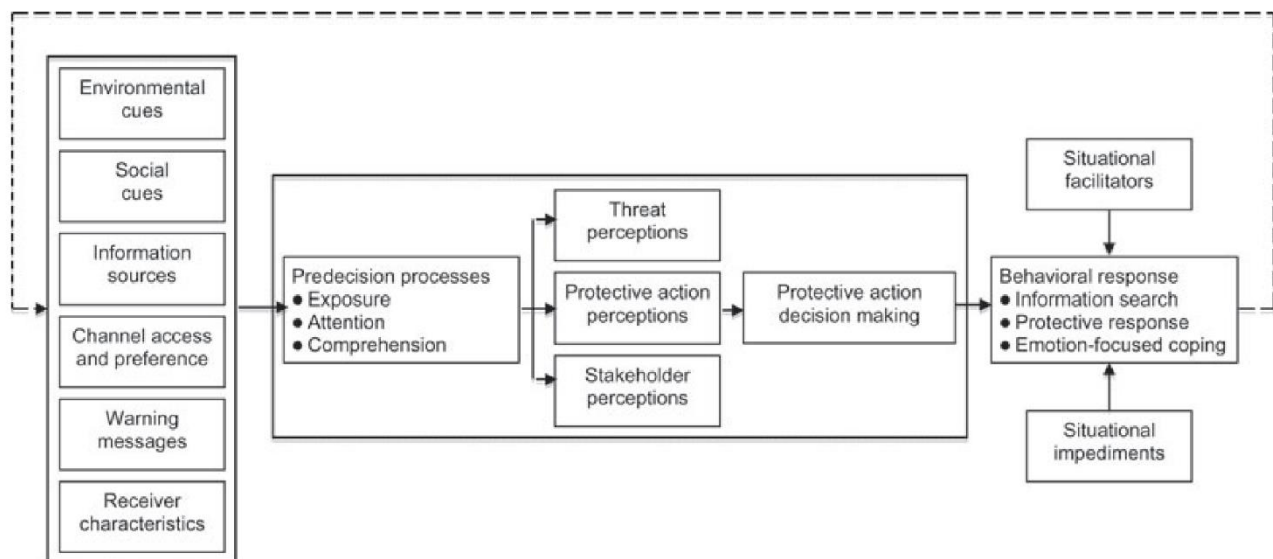 Environmental
cues
Social
cues
Information
sources
Channel access
and preference
Warning
messages
Receiver
characteristics
Predecision processes
● Exposure
● Attention
● Comprehension
Threat
perceptions
Protective action
perceptions
Stakeholder
perceptions
Protective action
decision making
Situational
facilitators
Behavioral response
● Information search
● Protective response
● Emotion-focused coping
Situational
impediments